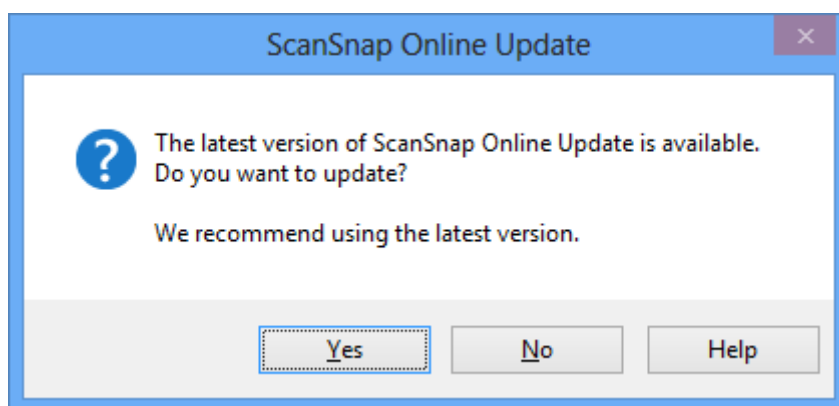 ScanSnap Online Update
The latest version of ScanSnap Online Update is available.
Do you want to update?
We recommend using the latest version.
Yes
No
Help